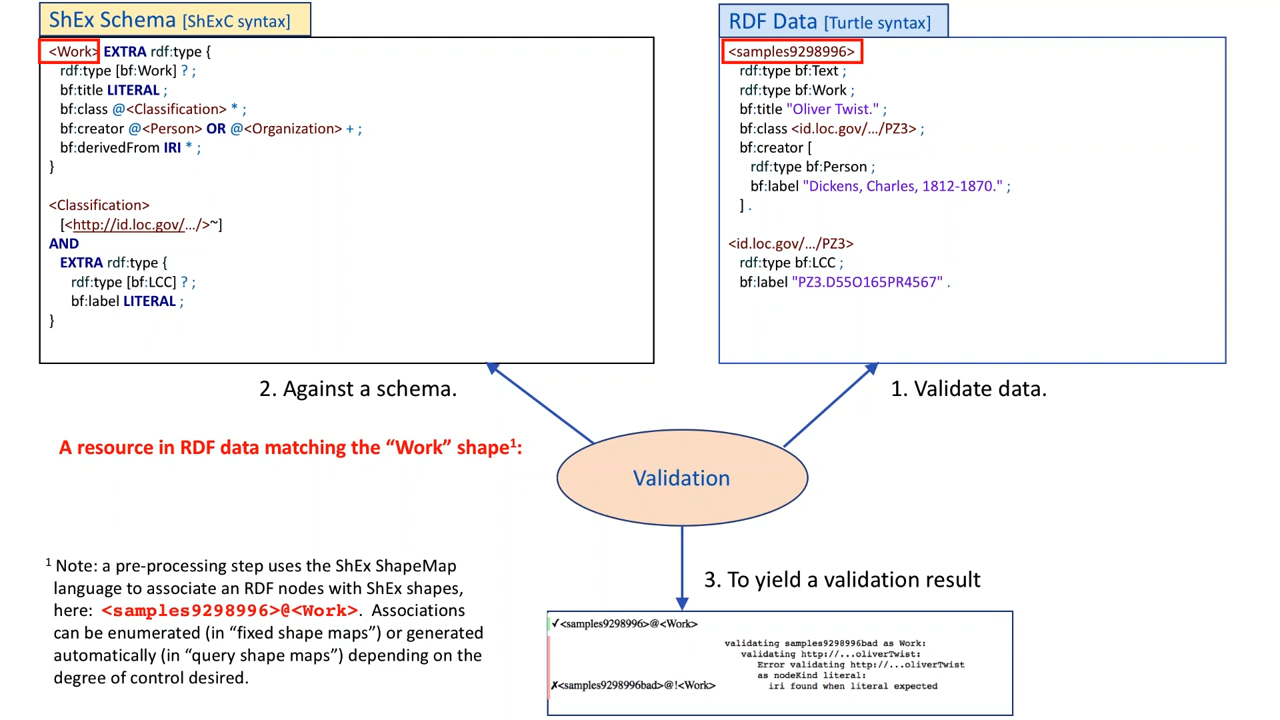 ShEx Schema [ShExC syntax]
<Work> EXTRA rdf:type {
rdf:type [bf:Work] ? ;
bf:title LITERAL ;
bf:class @<Classification> * ;
bf:creator @<Person> OR @<Organization> + ;
bf:derivedFrom IRI * ;
}
<Classification>
[<http://id.loc.gov/.../>~]
AND
EXTRA rdf:type {
rdf:type [bf:LCC] ? ;
bf:label LITERAL ;
}
RDF Data [Turtle syntax]
<samples9298996>
rdf:type bf:Text ;
rdf:type bf:Work ;
bf:title "Oliver Twist." ;
bf:class <id.loc.gov/.../PZ3> ;
bf:creator [
rdf:type bf:Person ;
bf:label "Dickens, Charles, 1812-1870." ;
] .
<id.loc.gov/.../PZ3>
rdf:type bf:LCC ;
bf:label "PZ3.D55O165PR4567" .
2. Against a schema.
1. Validate data.
A resource in RDF data matching the “Work” shape¹:
Validation
¹ Note: a pre-processing step uses the ShEx ShapeMap
language to associate an RDF nodes with ShEx shapes,
here: <samples9298996>@<Work>. Associations
can be enumerated (in “fixed shape maps”) or generated
automatically (in “query shape maps”) depending on the
degree of control desired.
3. To yield a validation result
✓<samples9298996>@<Work>
validating samples9298996bad as Work:
validating http://...oliverTwist:
Error validating http://...oliverTwist
as nodeKind literal:
iri found when literal expected
✗<samples9298996bad>@!<Work>